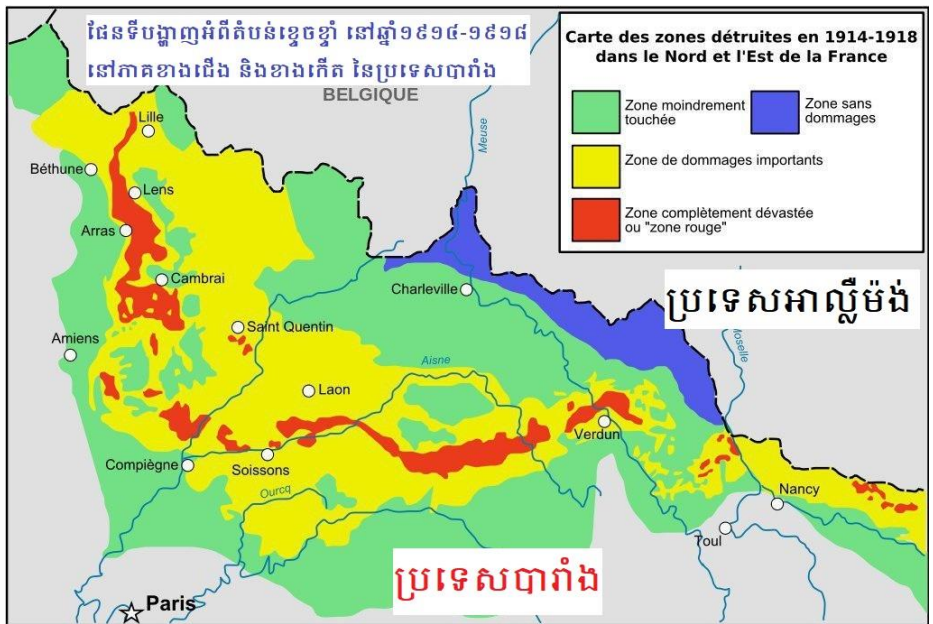 ផែនទីបង្ហាញអំពីតំបន់ខ្ទេចខ្ទាំ នៅឆ្នាំ១៩១៤-១៩១៨
នៅភាគខាងជើង និងខាងកើត នៃប្រទេសបារាំង
BELGIQUE
Carte des zones détruites en 1914-1918
dans le Nord et l'Est de la France
Zone moindrement
touchée
Zone sans
dommages
Zone de dommages importants
Zone complètement dévastée
ou "zone rouge"
Meuse
Lille
Béthune
Lens
Arras
Cambrai
Charleville
ប្រទេសអាល្លឺម៉ង់
Moselle
Saint Quentin
Amiens
Aisne
Laon
Verdun
Compiègne
Soissons
Ourcq
Nancy
Toul
ប្រទេសបារាំង
Paris